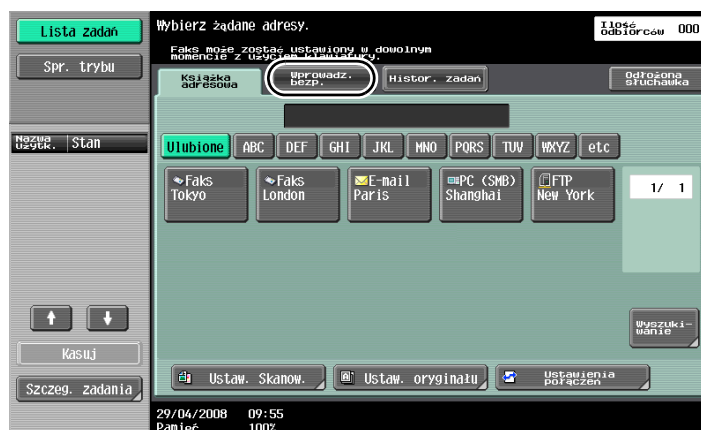 Lista zadań
Spr. trybu
Nazwa użytk.
Stan
Kasuj
Szczeg. zadania
Wybierz żądane adresy.
Ilość odbiorców 000
Faks może zostać ustawiony w dowolnym
momencie z użyciem klawiatury.
Książka adresowa
Wprowadz. bezp.
Histor. zadań
Odłożona słuchawka
Ulubione ABC DEF GHI JKL MNO PQRS TUV WXYZ etc
Faks Tokyo
Faks London
E-mail Paris
PC (SMB) Shanghai
FTP New York
1/ 1
Wyszuki-
wanie
Ustaw. Skanow.
Ustaw. oryginału
Ustawienia połączeń
29/04/2008 09:55
Pamięć 100%